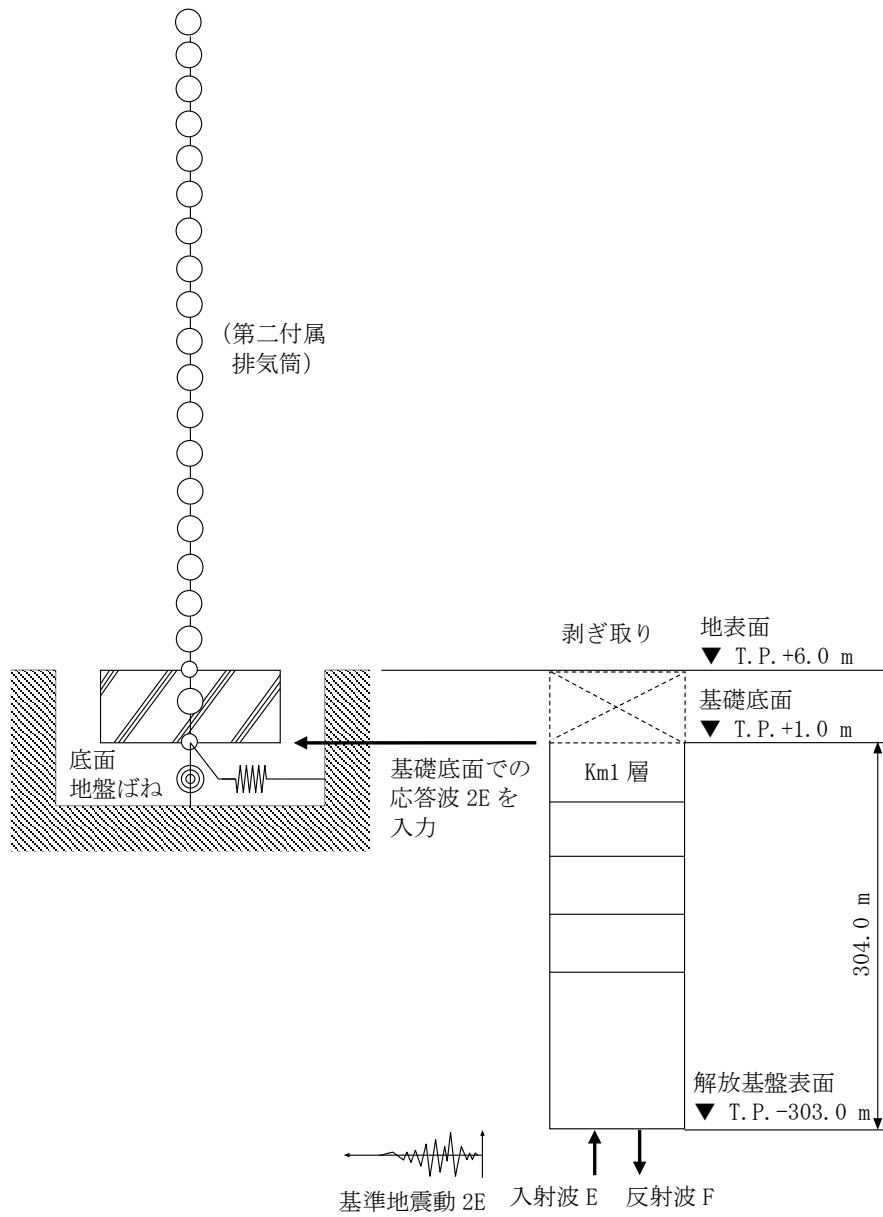 (第二付属
排気筒)
剥ぎ取り
地表面
▼ T.P.+6.0 m
基礎底面
▼ T.P.+1.0 m
底面
地盤ばね
基礎底面での
応答波 2E を
入力
Km1 層
304.0 m
解放基盤表面
▼ T.P.-303.0 m
基準地震動 2E
入射波 E
反射波 F